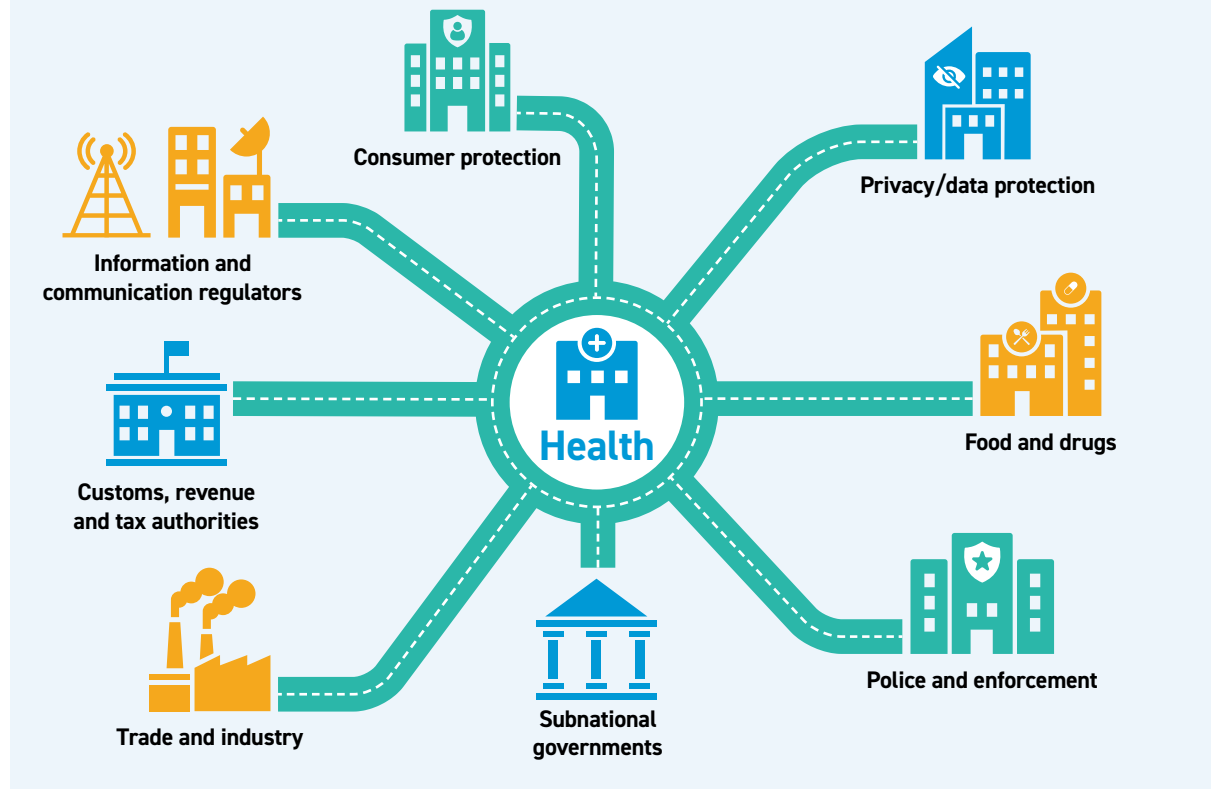 Consumer protection
Privacy/data protection
Information and
communication regulators
Health
Food and drugs
Customs, revenue
and tax authorities
Police and enforcement
Subnational
governments
Trade and industry